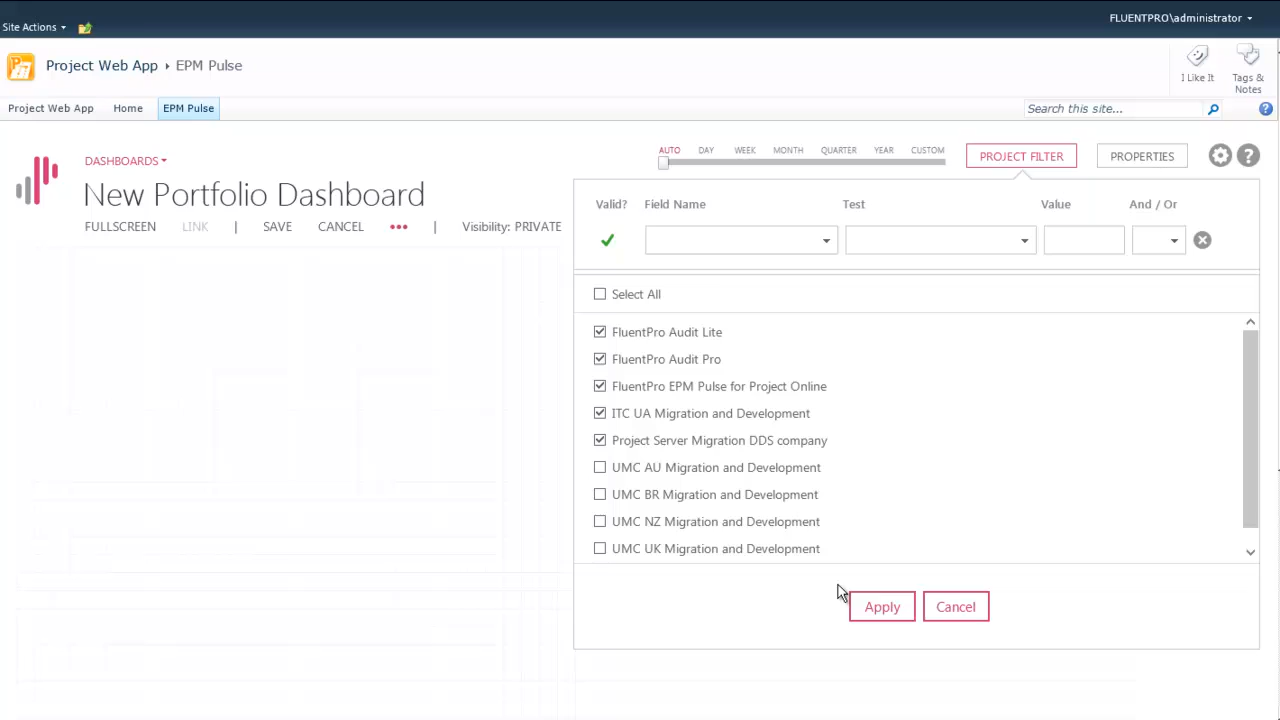 FLUENTPRO\administrator
Site Actions
Project Web App ▸ EPM Pulse
I Like It
Tags & Notes
Project Web App
Home
EPM Pulse
Search this site...
DASHBOARDS
AUTO DAY WEEK MONTH QUARTER YEAR CUSTOM
PROJECT FILTER
PROPERTIES
New Portfolio Dashboard
FULLSCREEN LINK | SAVE CANCEL ••• | Visibility: PRIVATE
Valid? Field Name Test Value And / Or
Select All
FluentPro Audit Lite
FluentPro Audit Pro
FluentPro EPM Pulse for Project Online
ITC UA Migration and Development
Project Server Migration DDS company
UMC AU Migration and Development
UMC BR Migration and Development
UMC NZ Migration and Development
UMC UK Migration and Development
Apply Cancel